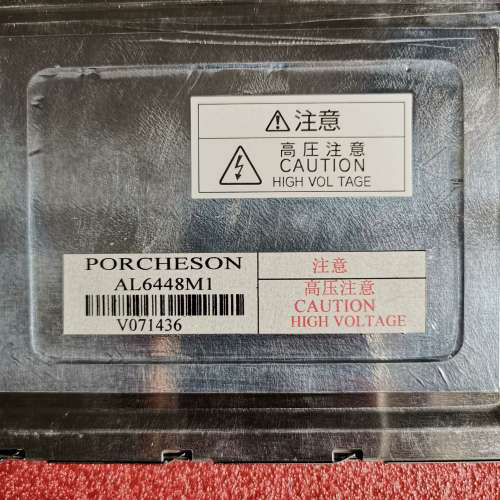 ⚠注意
高圧注意
CAUTION
HIGH VOL TAGE
PORCHESON
AL6448M1
V071436
注意
高压注意
CAUTION
HIGH VOLTAGE